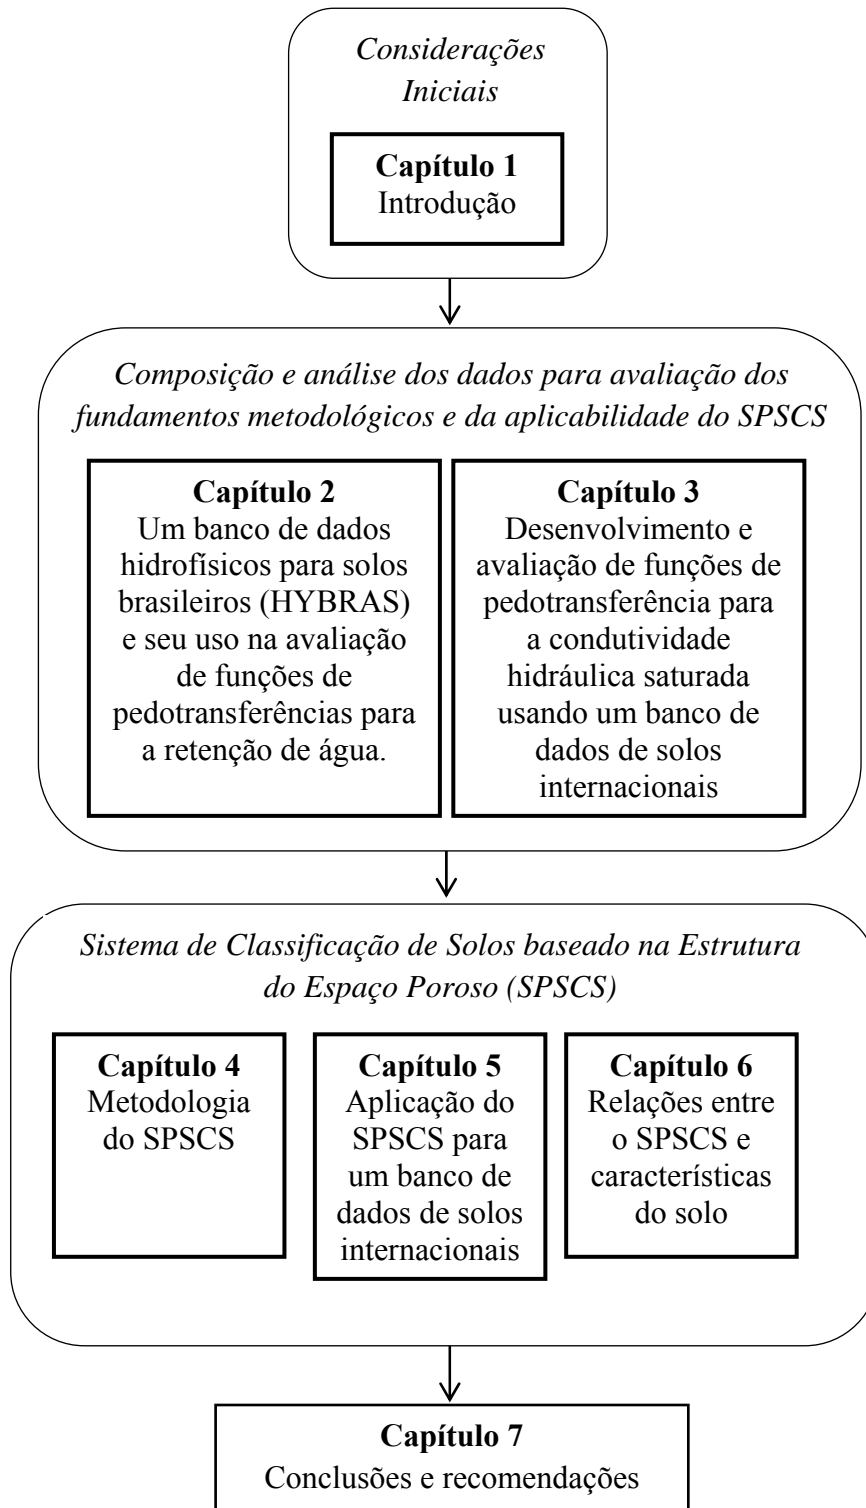 Considerações
Iniciais
Capítulo 1
Introdução
Composição e análise dos dados para avaliação dos
fundamentos metodológicos e da aplicabilidade do SPSCS
Capítulo 2
Um banco de dados
hidrofísicos para solos
brasileiros (HYBRAS)
e seu uso na avaliação
de funções de
pedotransferências para
a retenção de água.
Capítulo 3
Desenvolvimento e
avaliação de funções de
pedotransferência para
a condutividade
hidráulica saturada
usando um banco de
dados de solos
internacionais
Sistema de Classificação de Solos baseado na Estrutura
do Espaço Poroso (SPSCS)
Capítulo 4
Metodologia
do SPSCS
Capítulo 5
Aplicação do
SPSCS para
um banco de
dados de solos
internacionais
Capítulo 6
Relações entre
o SPSCS e
características
do solo
Capítulo 7
Conclusões e recomendações